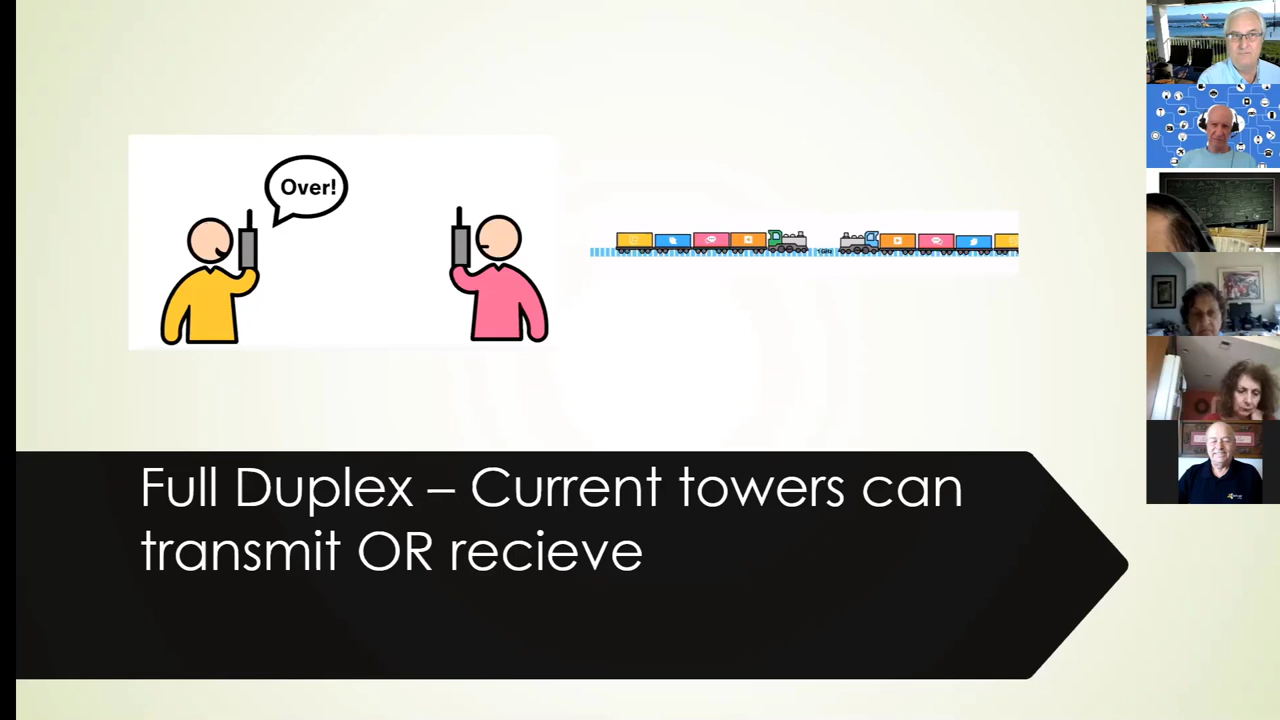 Over!
Full Duplex – Current towers can
transmit OR recieve